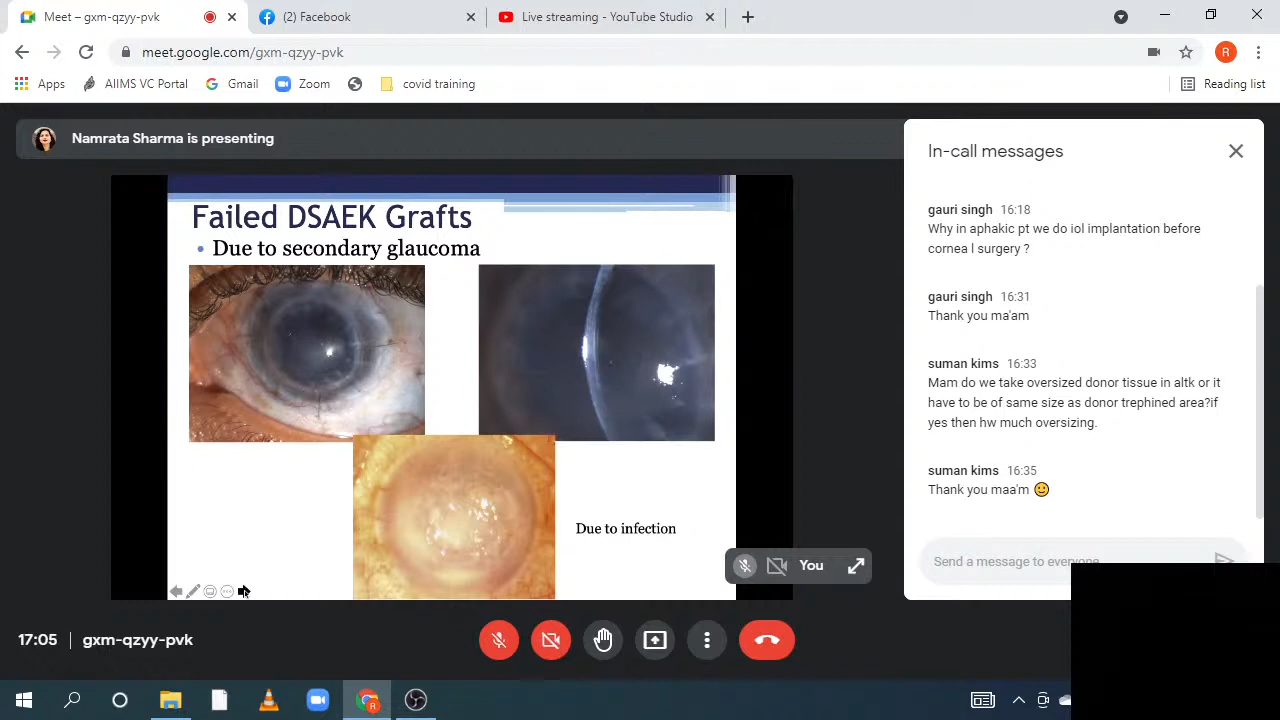 Meet – gxm-qzyy-pvk
(2) Facebook
Live streaming - YouTube Studio
meet.google.com/gxm-qzyy-pvk
R
Apps
AIIMS VC Portal
Gmail
Zoom
covid training
Reading list
Namrata Sharma is presenting
Failed DSAEK Grafts
• Due to secondary glaucoma
Due to infection
You
In-call messages
gauri singh 16:18
Why in aphakic pt we do iol implantation before
cornea l surgery ?
gauri singh 16:31
Thank you ma'am
suman kims 16:33
Mam do we take oversized donor tissue in altk or it
have to be of same size as donor trephined area?if
yes then hw much oversizing.
suman kims 16:35
Thank you maa'm 🙂
Send a message to everyone
17:05 | gxm-qzyy-pvk
R